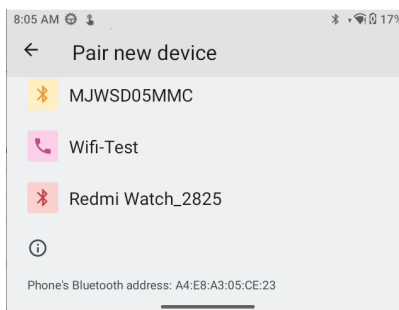 8:05 AM 17%
Pair new device
MJWSD05MMC
Wifi-Test
Redmi Watch_2825
Phone's Bluetooth address: A4:E8:A3:05:CE:23